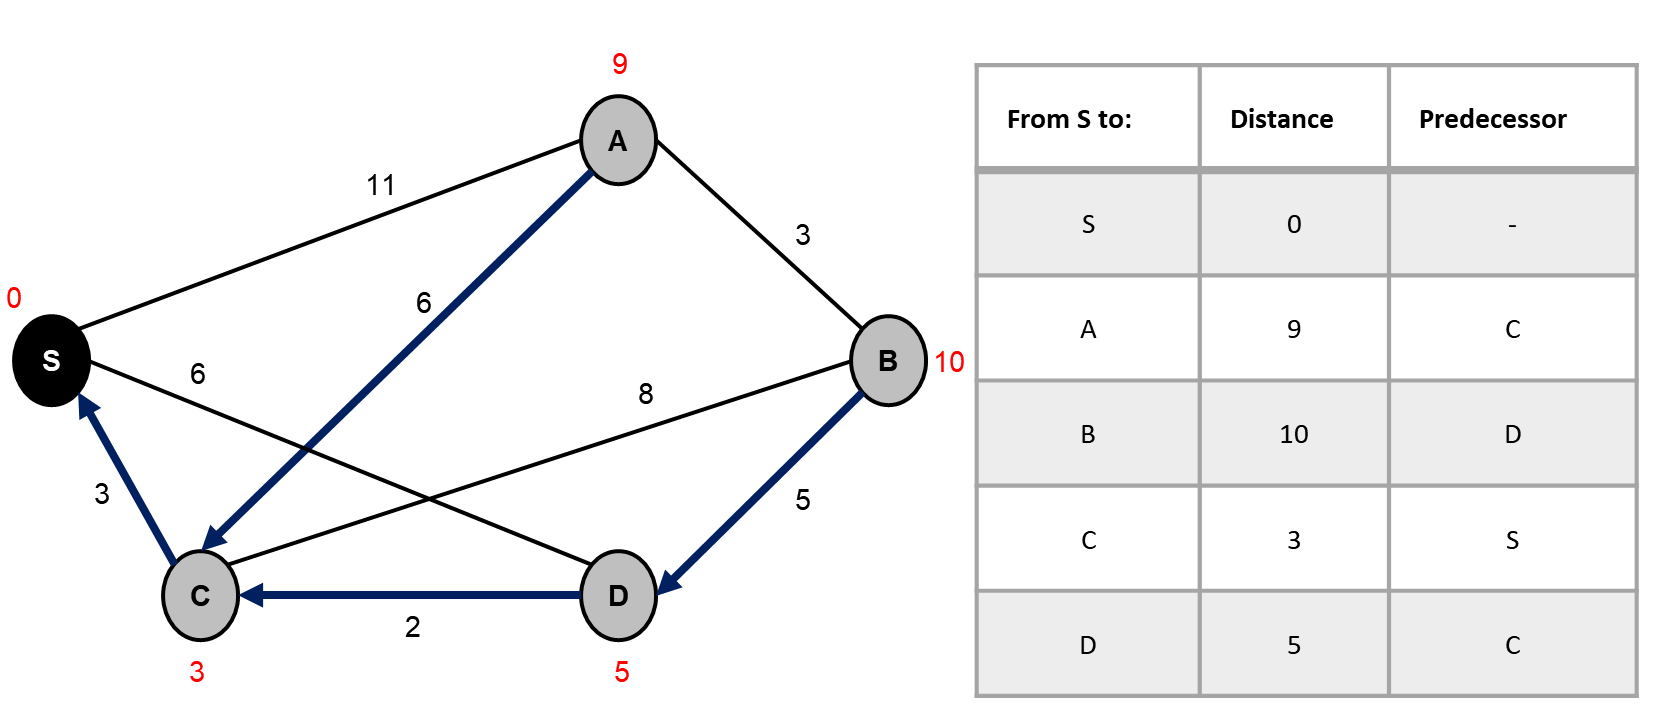 9
A
11
3
0
6
S
6
8
B
10
3
5
C
D
2
3
5
From S to: Distance Predecessor
S 0 -
A 9 C
B 10 D
C 3 S
D 5 C